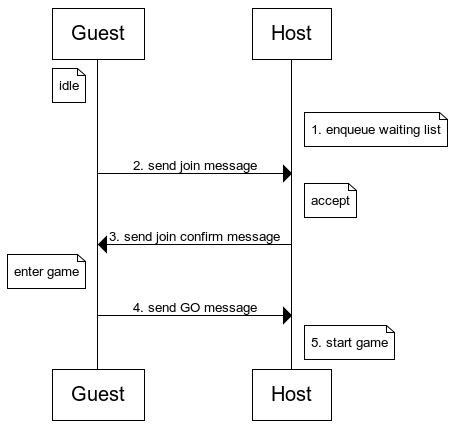 Guest
Host
idle
1. enqueue waiting list
2. send join message
accept
3. send join confirm message
enter game
4. send GO message
5. start game
Guest
Host